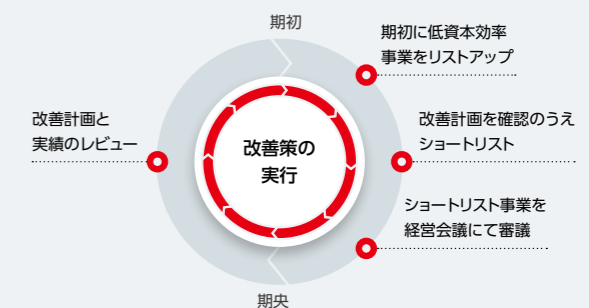 期初
期初に低資本効率
事業をリストアップ
改善計画と
実績のレビュー
改善策の
実行
改善計画を確認のうえ
ショートリスト
ショートリスト事業を
経営会議にて審議
期央